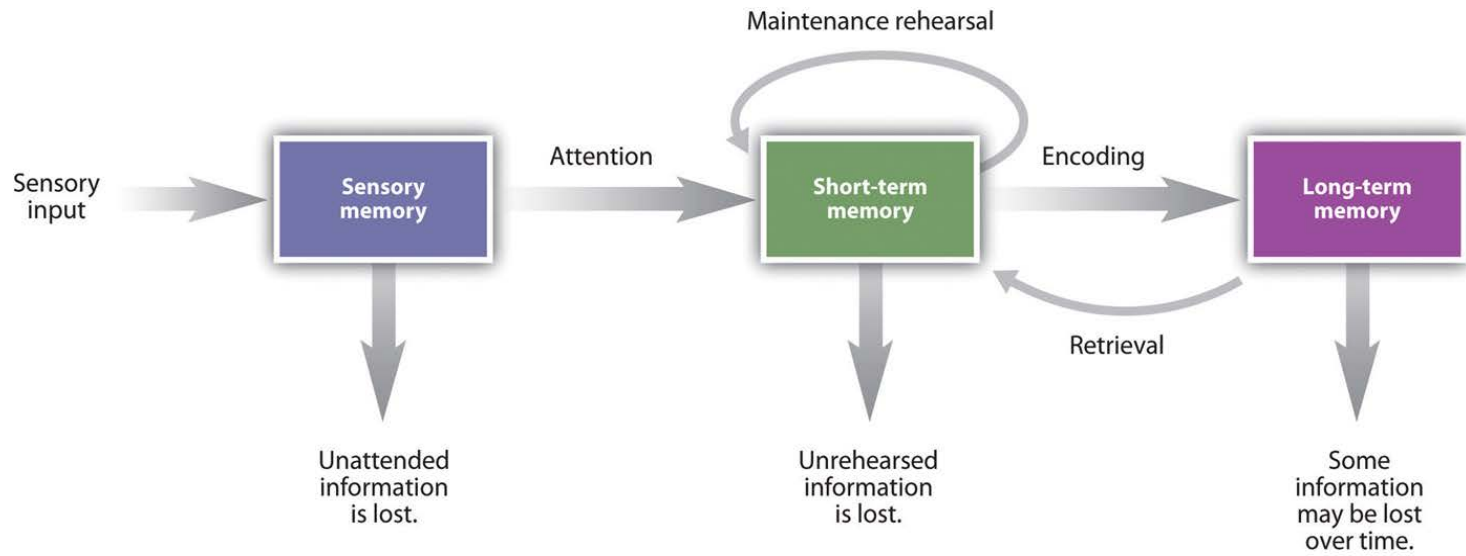 Maintenance rehearsal
Sensory
input
Sensory
memory
Attention
Short-term
memory
Encoding
Long-term
memory
Retrieval
Unattended
information
is lost.
Unrehearsed
information
is lost.
Some
information
may be lost
over time.